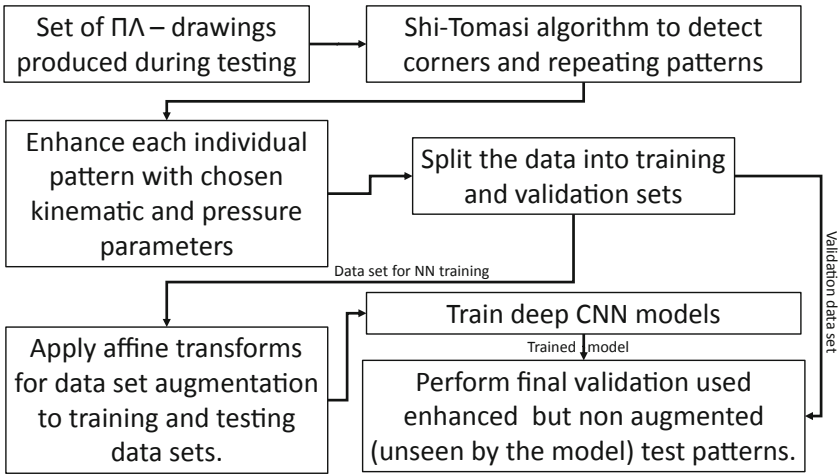 Set of ΠΛ – drawings
produced during testing
Shi-Tomasi algorithm to detect
corners and repeating patterns
Enhance each individual
pattern with chosen
kinematic and pressure
parameters
Split the data into training
and validation sets
Validation data set
Data set for NN training
Apply affine transforms
for data set augmentation
to training and testing
data sets.
Train deep CNN models
Trained model
Perform final validation used
enhanced but non augmented
(unseen by the model) test patterns.